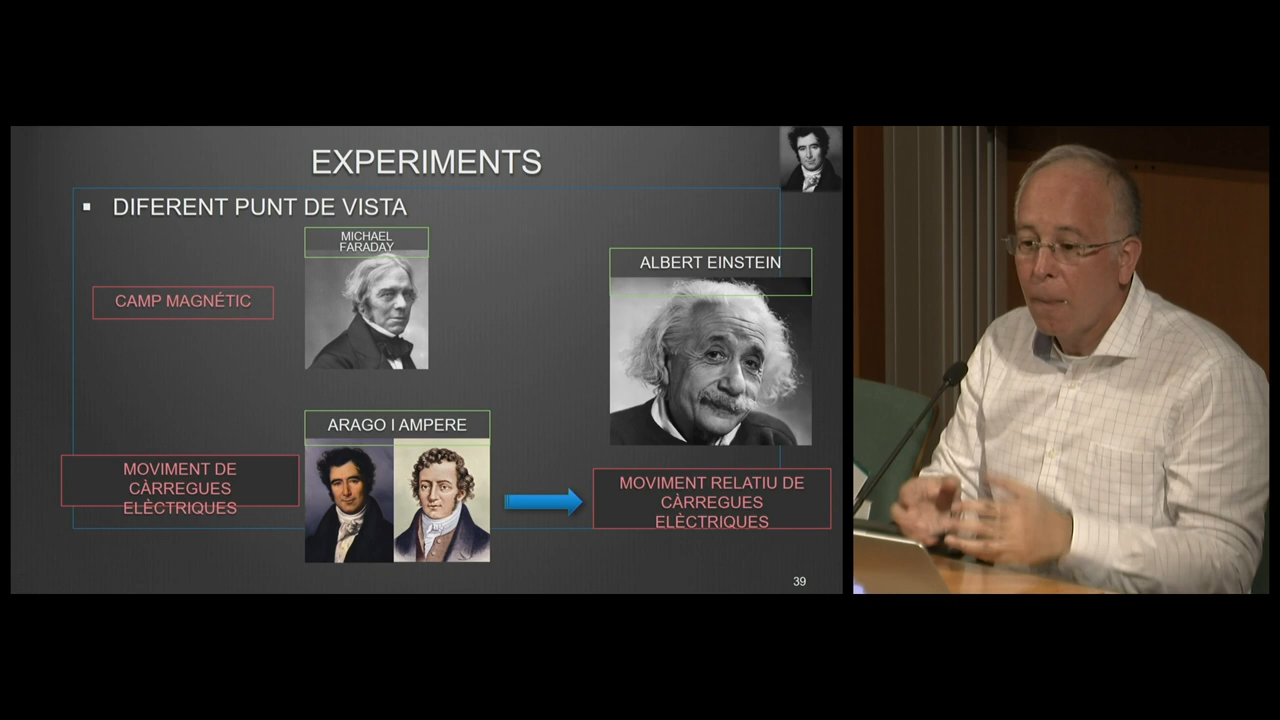 EXPERIMENTS
▪ DIFERENT PUNT DE VISTA
MICHAEL
FARADAY
ALBERT EINSTEIN
CAMP MAGNÉTIC
ARAGO I AMPERE
MOVIMENT DE
CÀRREGUES
ELÈCTRIQUES
MOVIMENT RELATIU DE
CÀRREGUES
ELÈCTRIQUES
39